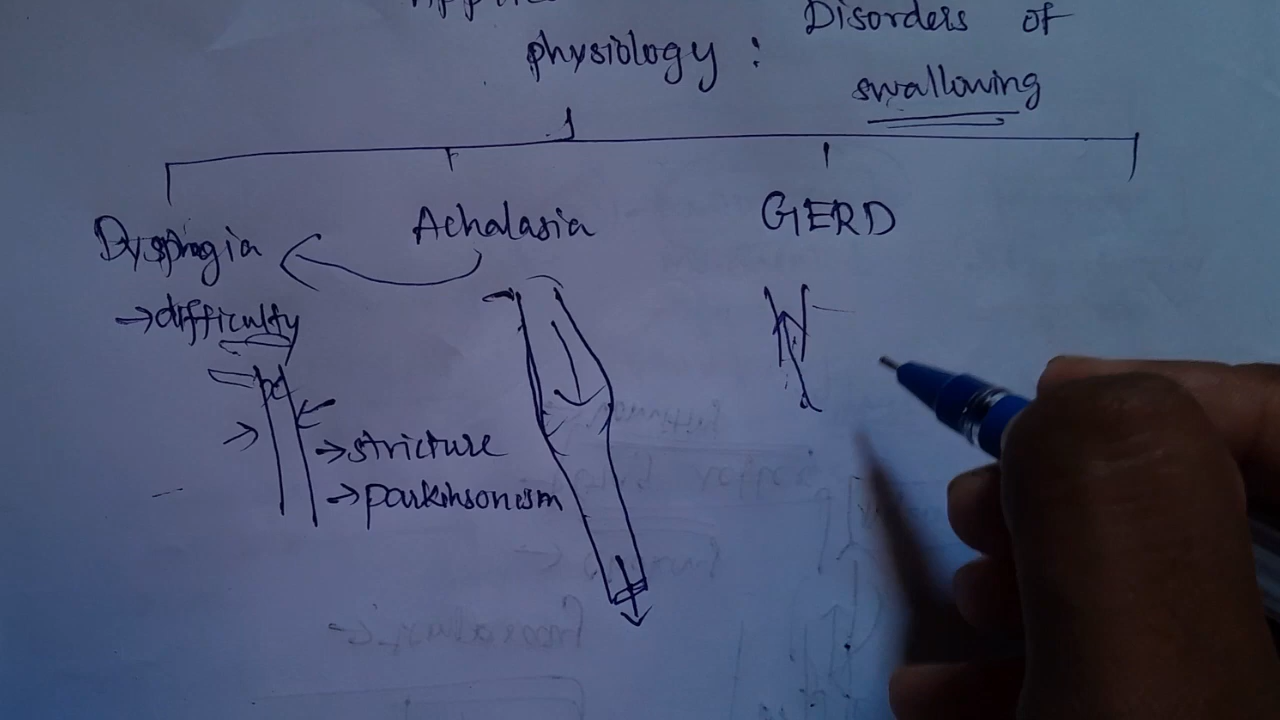 Disorders of
physiology :
swallowing
Dysphagia
Achalasia
GERD
→difficulty
→stricture
→parkinsonism